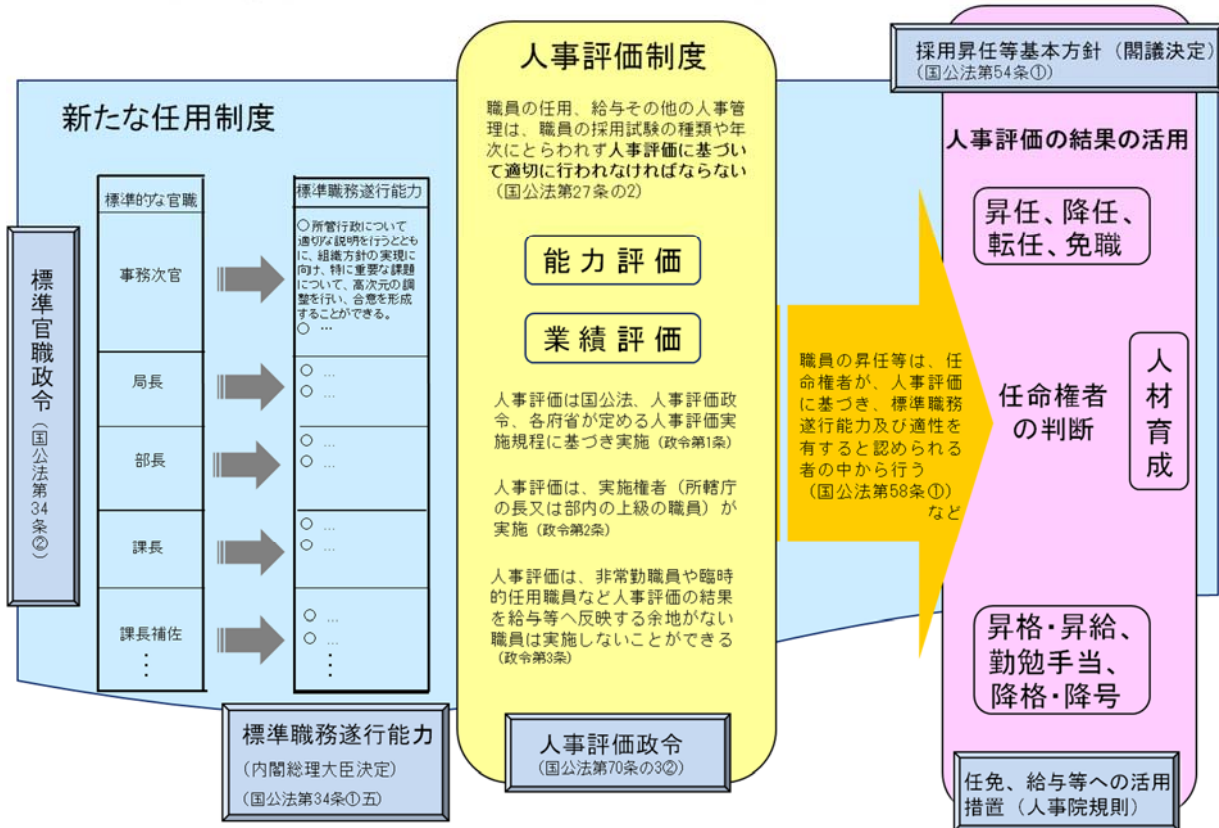 新たな任用制度
標準官職政令（国公法第34条②）
標準的な官職
事務次官
局長
部長
課長
課長補佐
⋮
標準職務遂行能力
○ 所管行政について
適切な説明を行うととも
に、組織方針の実現に
向け、特に重要な課題
について、高次元の調
整を行い、合意を形成
することができる。
○ …
○ …
○ …
○ …
○ …
○ …
○ …
○ …
○ …
⋮
標準職務遂行能力
（内閣総理大臣決定）
（国公法第34条①五）
人事評価制度
職員の任用、給与その他の人事管
理は、職員の採用試験の種類や年
次にとらわれず人事評価に基づい
て適切に行われなければならない
（国公法第27条の2）
能力評価
業績評価
人事評価は国公法、人事評価政
令、各府省が定める人事評価実
施規程に基づき実施（政令第1条）
人事評価は、実施権者（所轄庁
の長又は部内の上級の職員）が
実施（政令第2条）
人事評価は、非常勤職員や臨時
的任用職員など人事評価の結果
を給与等へ反映する余地がない
職員は実施しないことができる
（政令第3条）
人事評価政令
（国公法第70条の3②）
職員の昇任等は、任
命権者が、人事評価
に基づき、標準職務
遂行能力及び適性を
有すると認められる
者の中から行う
（国公法第58条①）
など
採用昇任等基本方針（閣議決定）
（国公法第54条①）
人事評価の結果の活用
昇任、降任、
転任、免職
任命権者
の判断
人材育成
昇格・昇給、
勤勉手当、
降格・降号
任免、給与等への活用
措置（人事院規則）